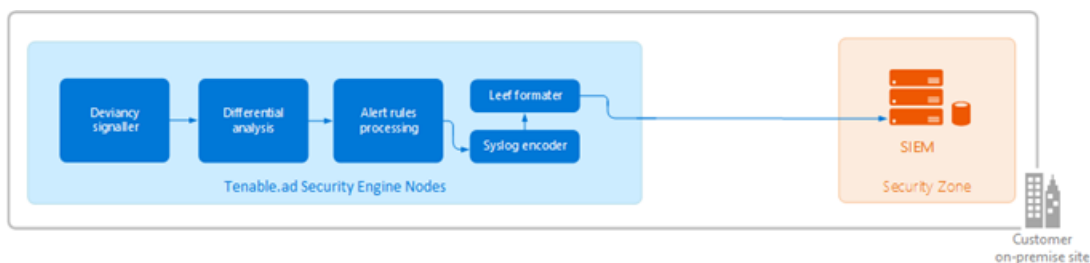 Deviancy
signaller
Differential
analysis
Alert rules
processing
Leef formater
Syslog encoder
Tenable.ad Security Engine Nodes
SIEM
Security Zone
Customer
on-premise site